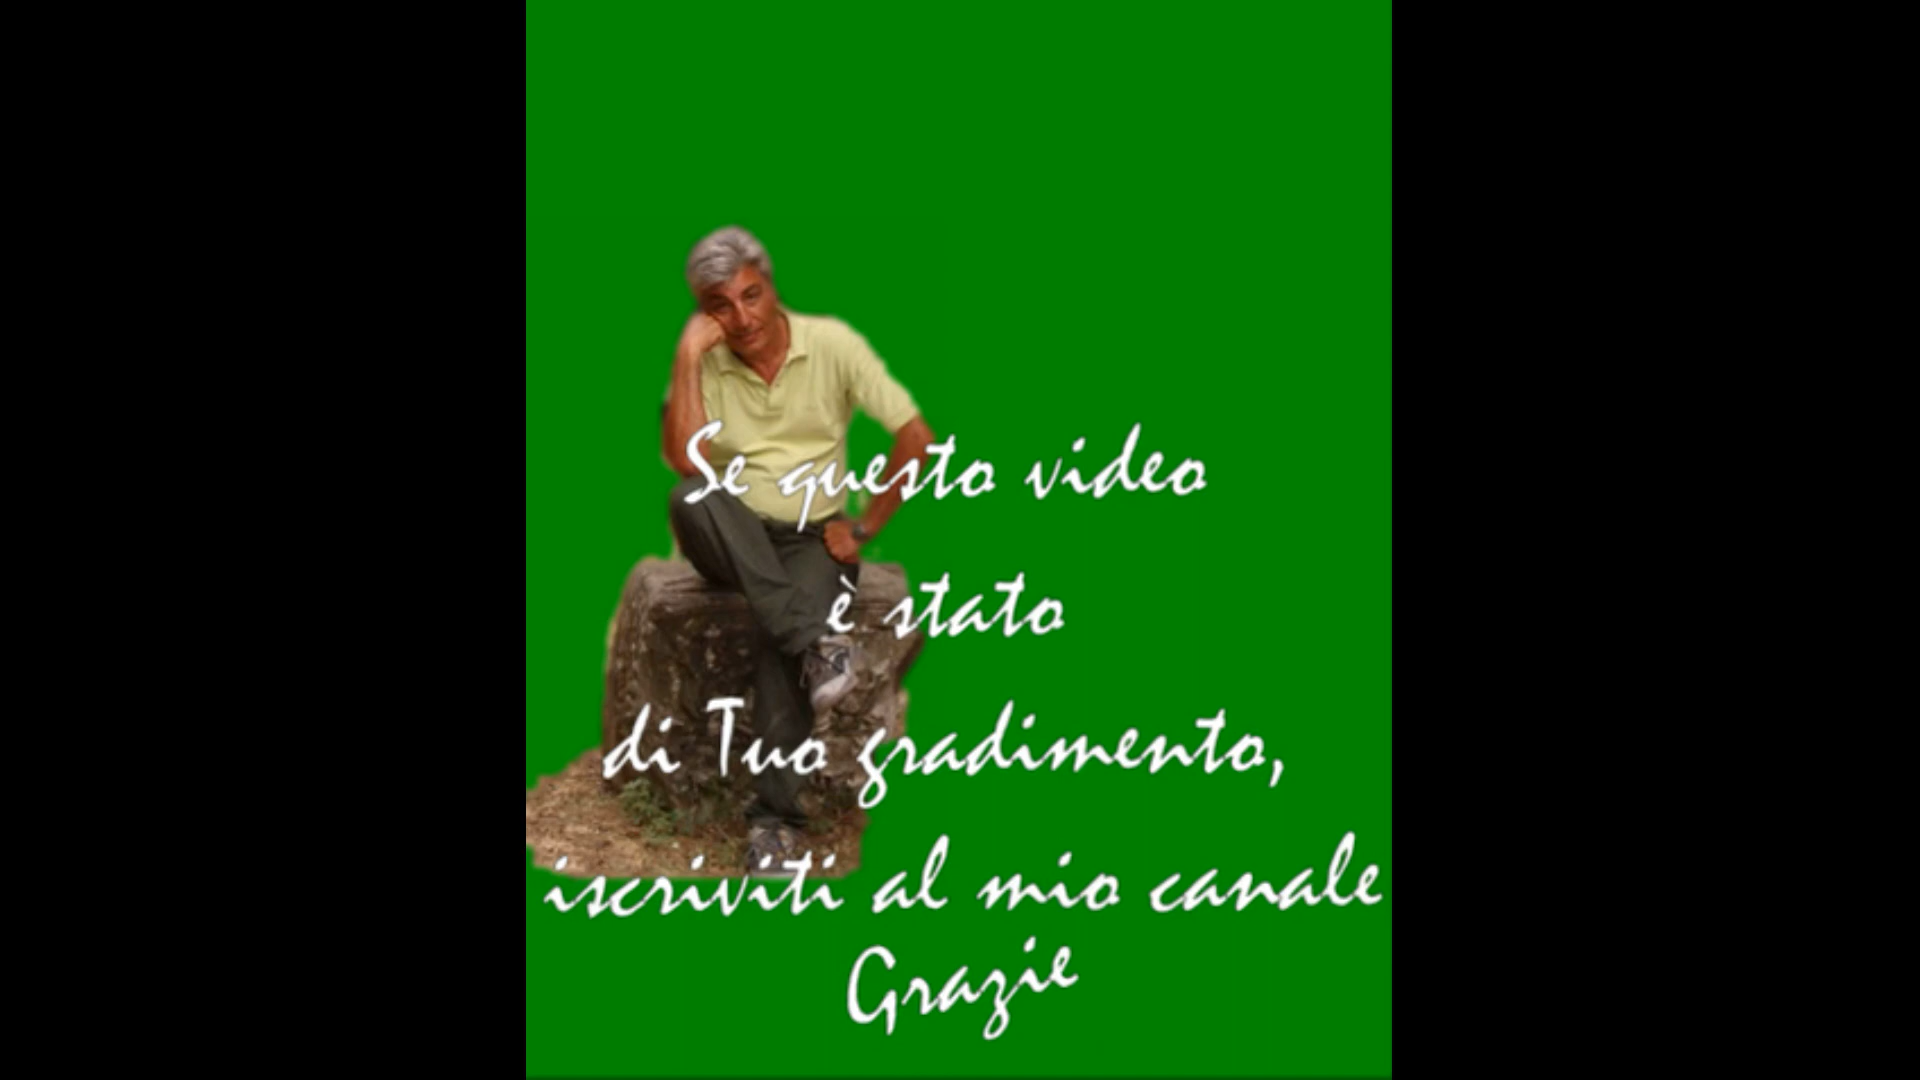 Se questo video
è stato
di Tuo gradimento,
iscriviti al mio canale
Grazie